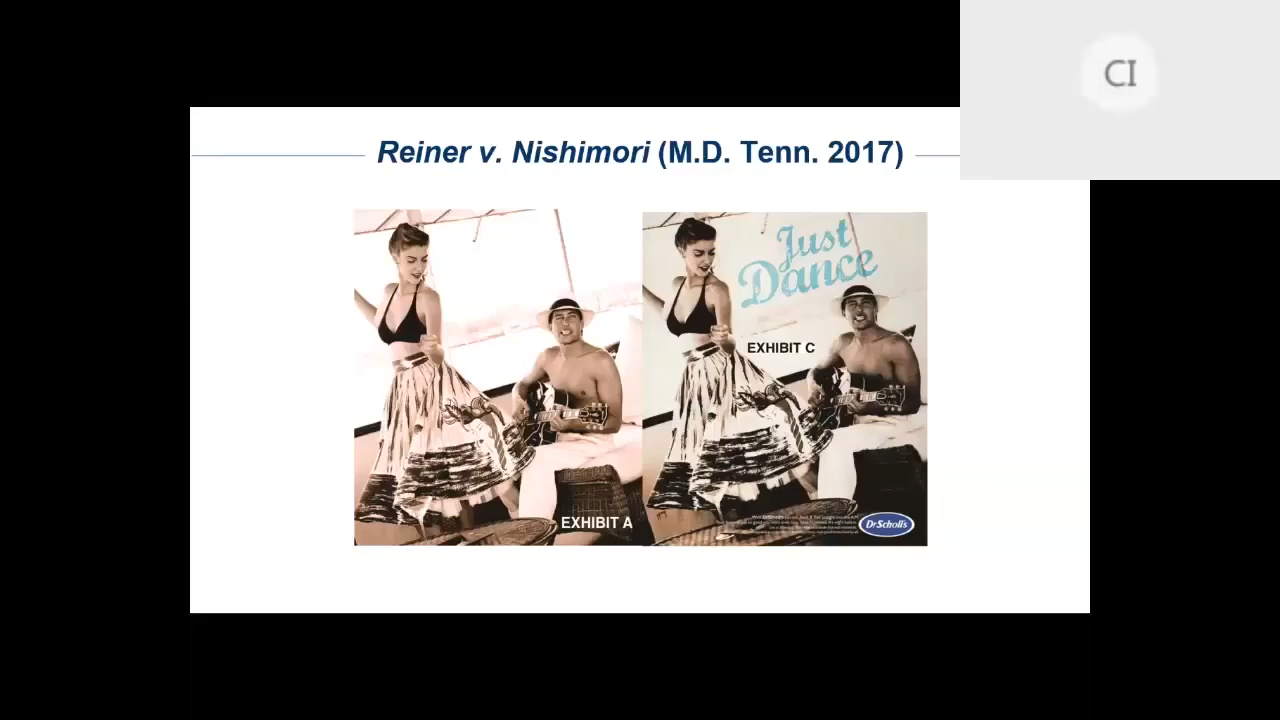 CI
Reiner v. Nishimori (M.D. Tenn. 2017)
Just
Dance
EXHIBIT C
EXHIBIT A
Dr Scholl's